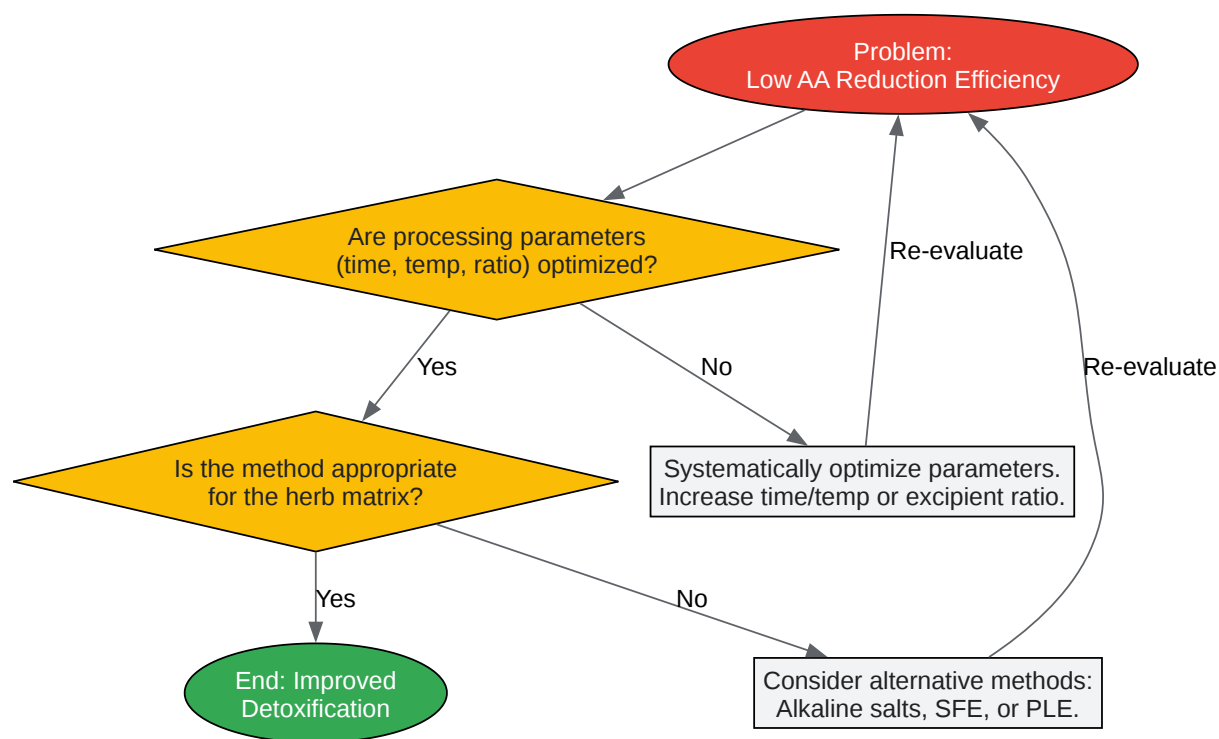 Problem:
Low AA Reduction Efficiency
Are processing parameters
(time, temp, ratio) optimized?
Re-evaluate
Yes
No
Re-evaluate
Is the method appropriate
for the herb matrix?
Systematically optimize parameters.
Increase time/temp or excipient ratio.
Yes
No
End: Improved
Detoxification
Consider alternative methods:
Alkaline salts, SFE, or PLE.